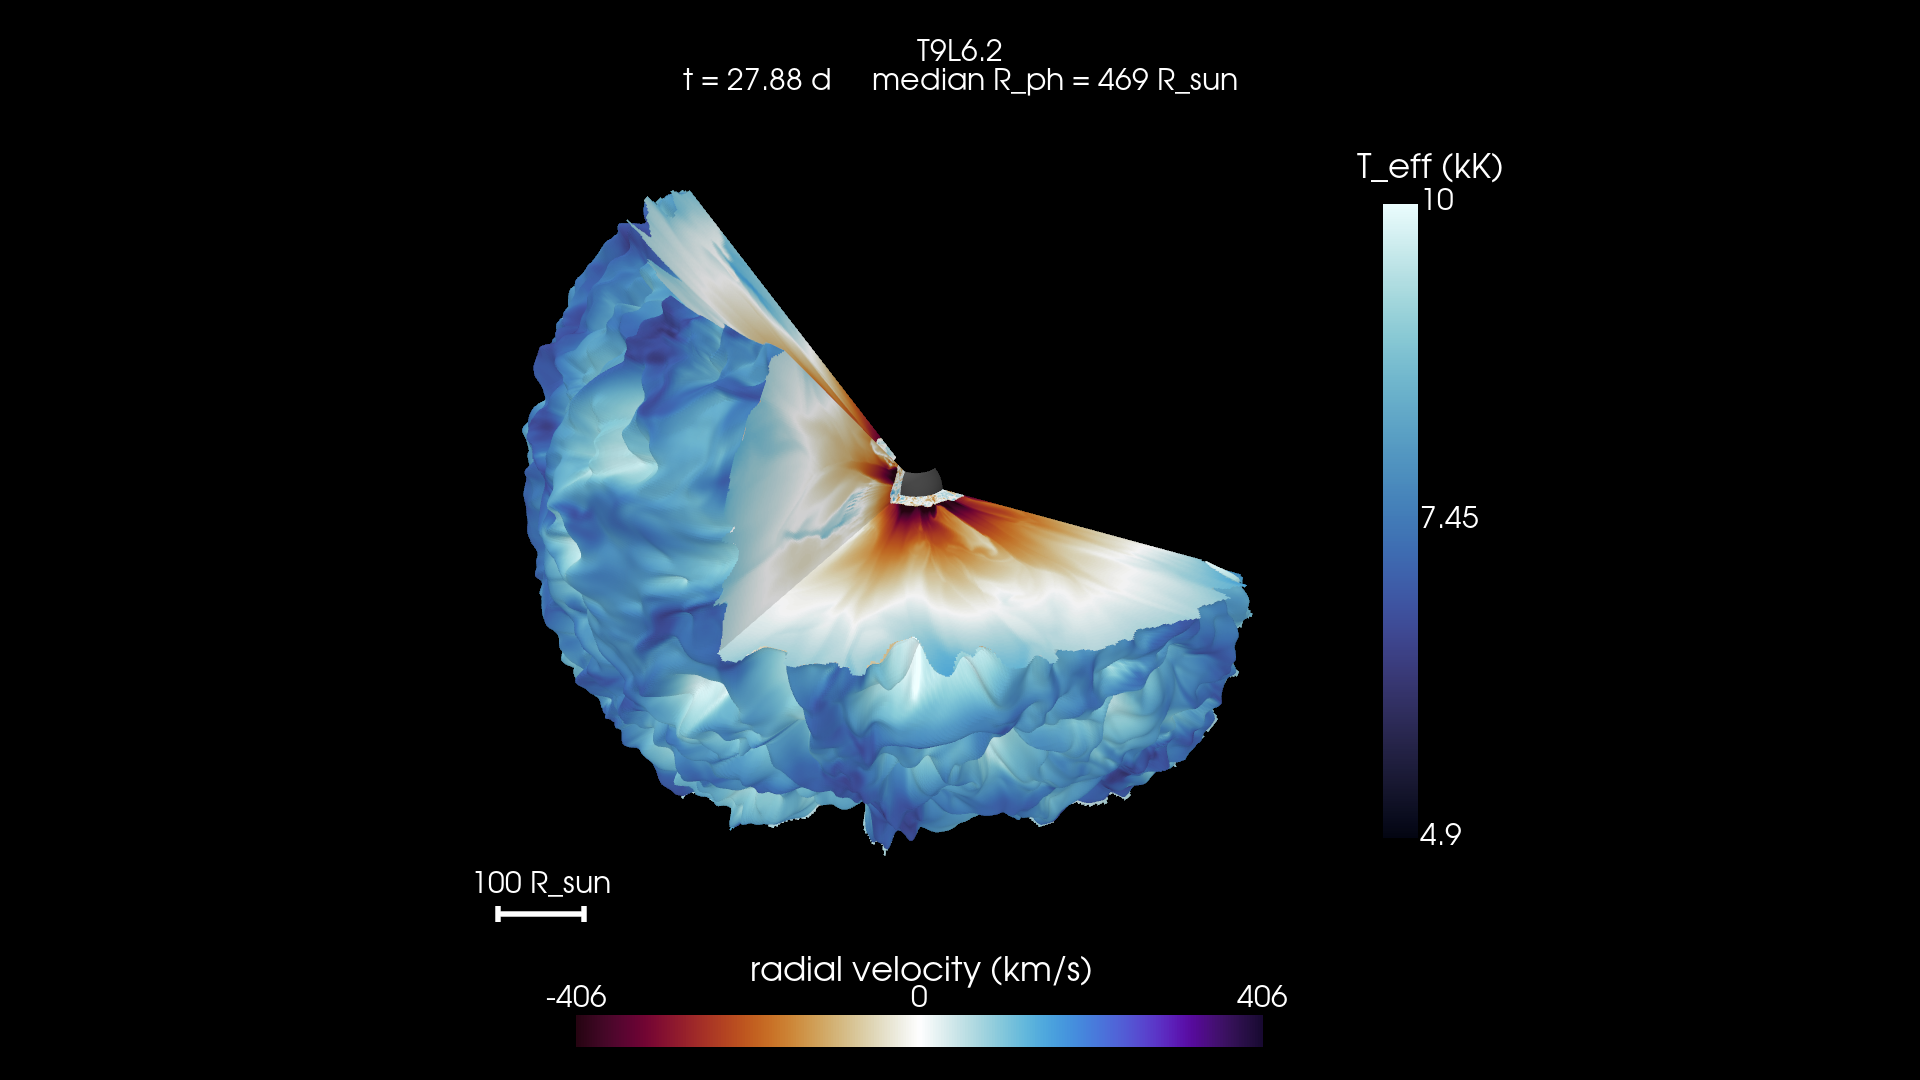 T9L6.2
t = 27.88 d median R_ph = 469 R_sun
T_eff (kK)
10
7.45
4.9
100 R_sun
radial velocity (km/s)
-406 0 406